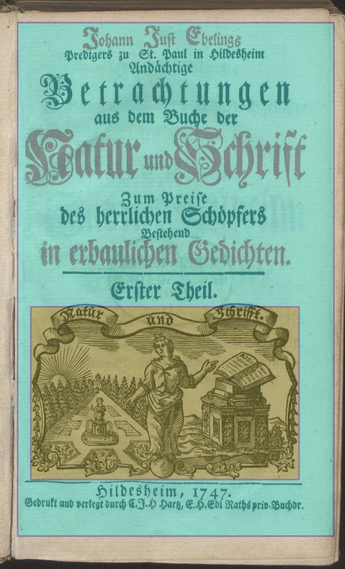 Johann Just Ebelings
Predigers zu St. Paul in Hildesheim
Andächtige
Betrachtungen
aus dem Buche der
Natur und Schrift
Zum Preise
des herrlichen Schöpfers
Bestehend
in erbaulichen Gedichten.
Erster Theil.
Natur und Schrifft.
Hildesheim, 1747.
Gedrukt und verlegt durch C.J.H Hartz, E.H.Edl Raths priv. Buchdr.